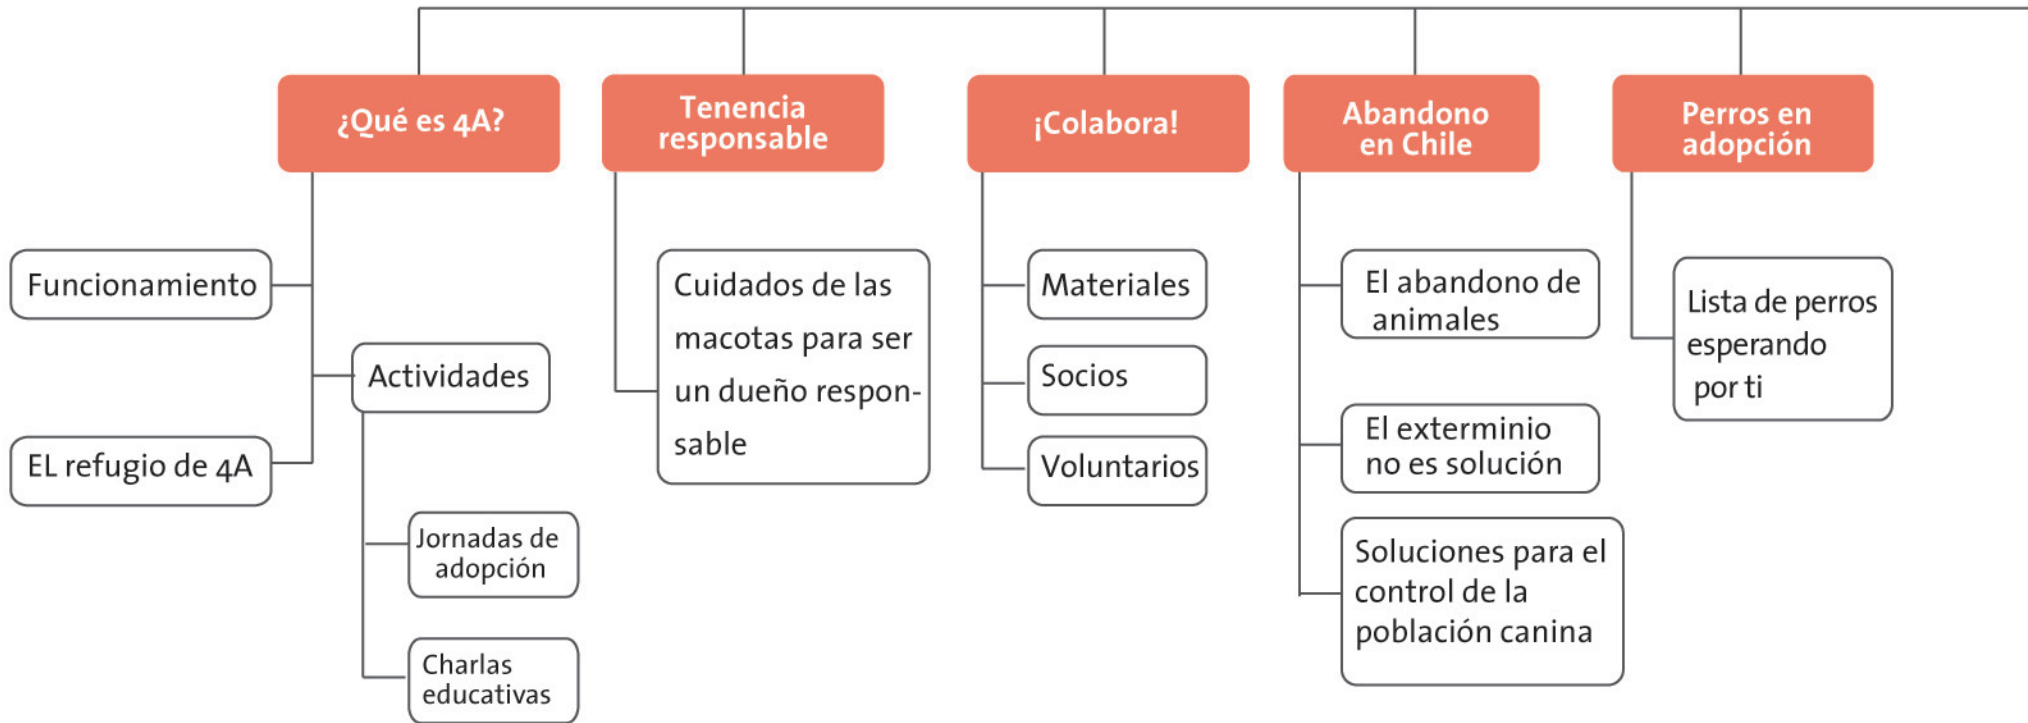 ¿Qué es 4A?
Tenencia
responsable
¡Colabora!
Abandono
en Chile
Perros en
adopción
Funcionamiento
Actividades
EL refugio de 4A
Jornadas de
adopción
Charlas
educativas
Cuidados de las
macotas para ser
un dueño respon-
sable
Materiales
Socios
Voluntarios
El abandono de
animales
El exterminio
no es solución
Soluciones para el
control de la
población canina
Lista de perros
esperando
por ti